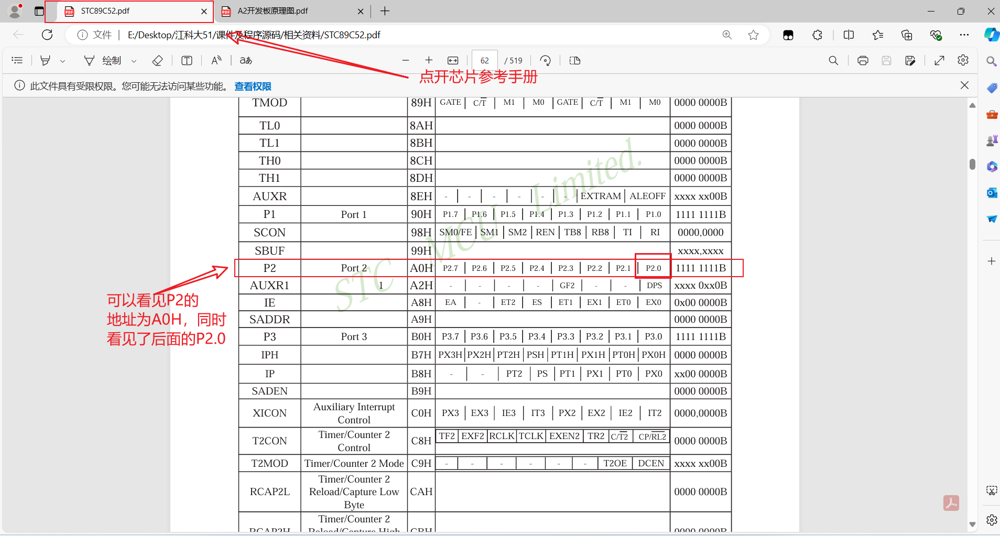 STC89C52.pdf
A2开发板原理图.pdf
文件 E:/Desktop/江科大51/课件及程序源码/相关资料/STC89C52.pdf
绘制 aあ 62 / 519
点开芯片参考手册
此文件具有受限权限。您可能无法访问某些功能。 查看权限
TMOD 89H GATE C/T M1 M0 GATE C/T M1 M0 0000 0000B
TL0 8AH 0000 0000B
TL1 8BH 0000 0000B
TH0 8CH 0000 0000B
TH1 8DH 0000 0000B
AUXR 8EH - - - - - - EXTRAM ALEOFF xxxx xx00B
P1 Port 1 90H P1.7 P1.6 P1.5 P1.4 P1.3 P1.2 P1.1 P1.0 1111 1111B
SCON 98H SM0/FE SM1 SM2 REN TB8 RB8 TI RI 0000,0000
SBUF 99H xxxx,xxxx
P2 Port 2 A0H P2.7 P2.6 P2.5 P2.4 P2.3 P2.2 P2.1 P2.0 1111 1111B
AUXR1 1 A2H - - - - GF2 - - DPS xxxx 0xx0B
IE A8H EA - ET2 ES ET1 EX1 ET0 EX0 0x00 0000B
SADDR A9H 0000 0000B
P3 Port 3 B0H P3.7 P3.6 P3.5 P3.4 P3.3 P3.2 P3.1 P3.0 1111 1111B
IPH B7H PX3H PX2H PT2H PSH PT1H PX1H PT0H PX0H 0000 0000B
IP B8H - - PT2 PS PT1 PX1 PT0 PX0 xx00 0000B
SADEN B9H 0000 0000B
XICON Auxiliary Interrupt Control C0H PX3 EX3 IE3 IT3 PX2 EX2 IE2 IT2 0000,0000B
T2CON Timer/Counter 2 Control C8H TF2 EXF2 RCLK TCLK EXEN2 TR2 C/T2 CP/RL2 0000 0000B
T2MOD Timer/Counter 2 Mode C9H - - - - - - T2OE DCEN xxxx xx00B
RCAP2L Timer/Counter 2 Reload/Capture Low Byte CAH 0000 0000B
RCAP2H Timer/Counter 2 Reload/Capture High CBH 0000 0000B
STC MCU Limited.
可以看见P2的
地址为A0H，同时
看见了后面的P2.0